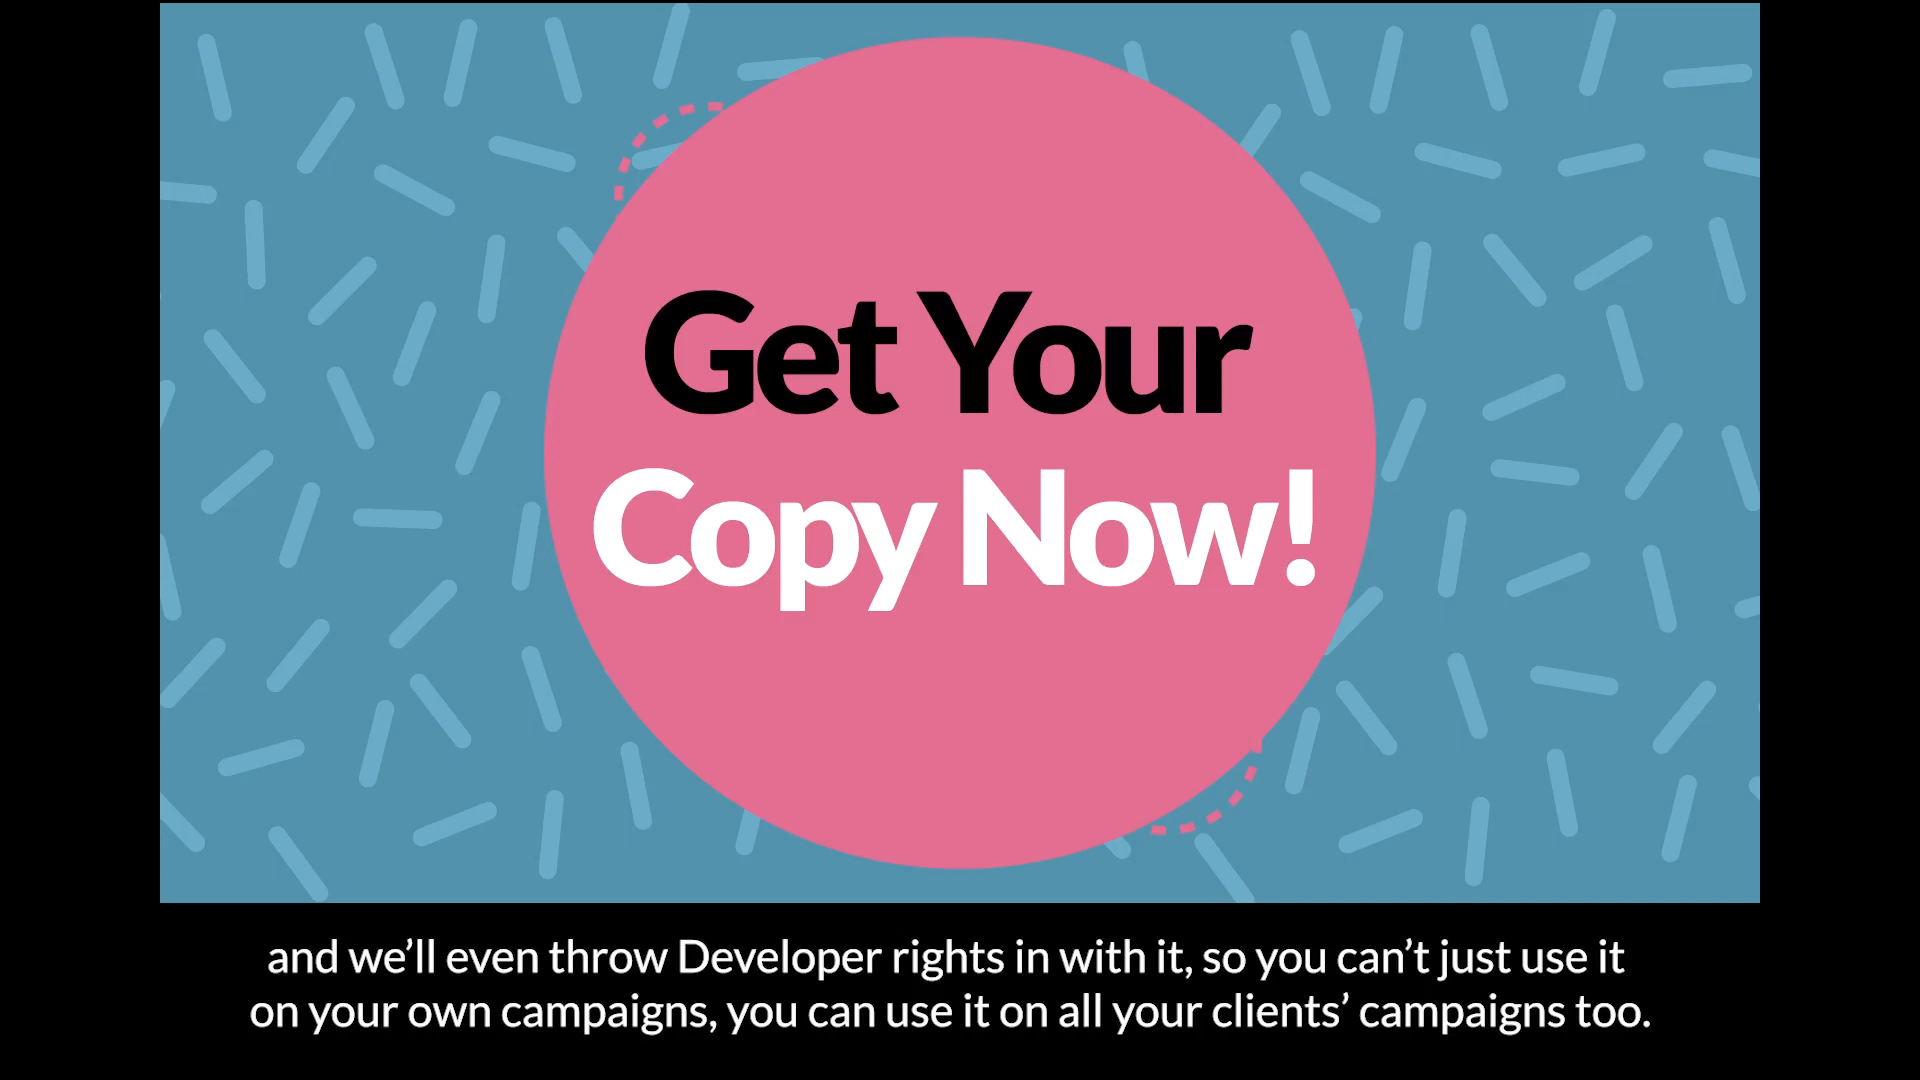 Get Your
Copy Now!
and we’ll even throw Developer rights in with it, so you can’t just use it
on your own campaigns, you can use it on all your clients’ campaigns too.